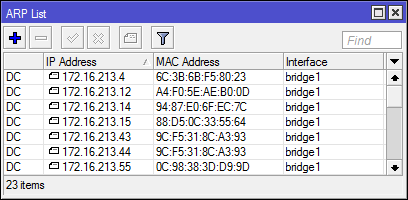 ARP List
Find
IP Address MAC Address Interface
DC 172.16.213.4 6C:3B:6B:F5:80:23 bridge1
DC 172.16.213.12 A4:F0:5E:AE:B0:0D bridge1
DC 172.16.213.14 94:87:E0:6F:EC:7C bridge1
DC 172.16.213.15 88:D5:0C:33:55:64 bridge1
DC 172.16.213.43 9C:F5:31:8C:A3:93 bridge1
DC 172.16.213.44 9C:F5:31:8C:A3:93 bridge1
DC 172.16.213.55 0C:98:38:3D:D9:9D bridge1
23 items